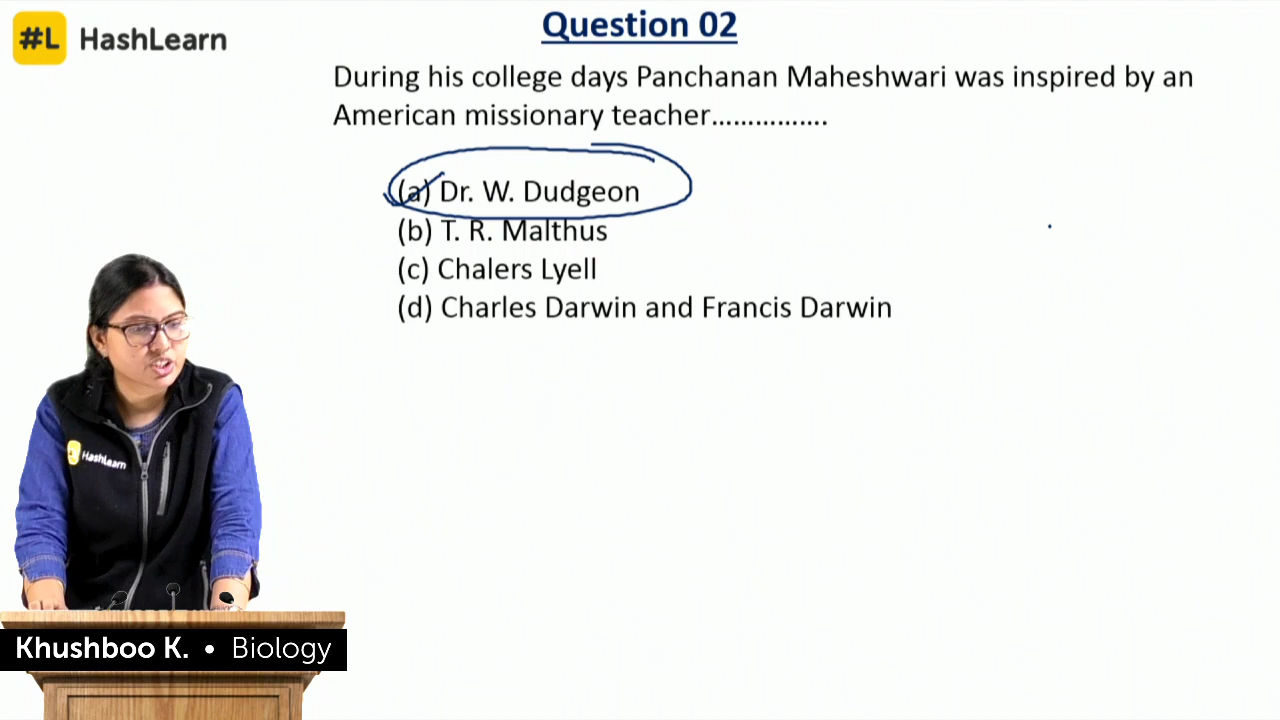 #L HashLearn
Question 02
During his college days Panchanan Maheshwari was inspired by an
American missionary teacher…………….
(a) Dr. W. Dudgeon
(b) T. R. Malthus
(c) Chalers Lyell
(d) Charles Darwin and Francis Darwin
HashLearn
Khushboo K. • Biology